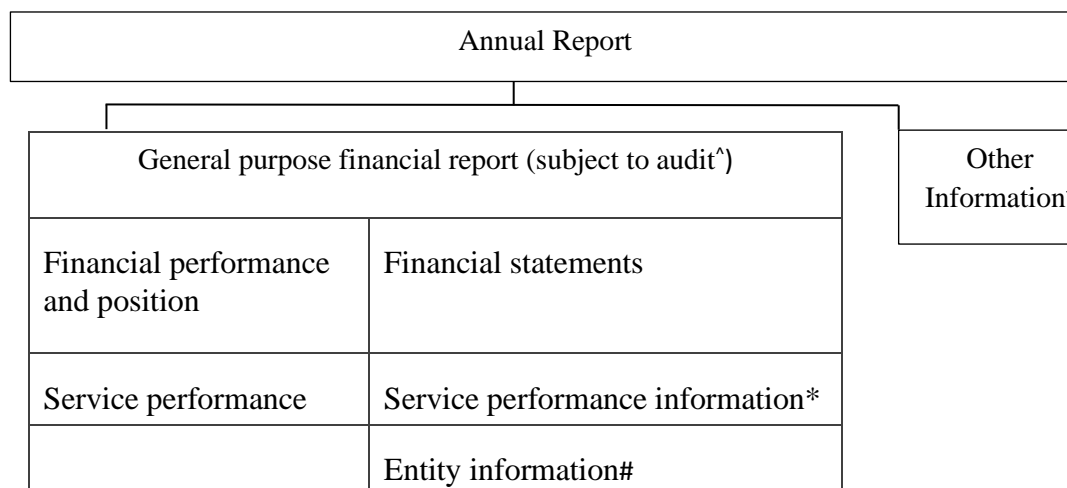 Annual Report
General purpose financial report (subject to audit^)
Other
Information
Financial performance
and position
Financial statements
Service performance
Service performance information*
Entity information#